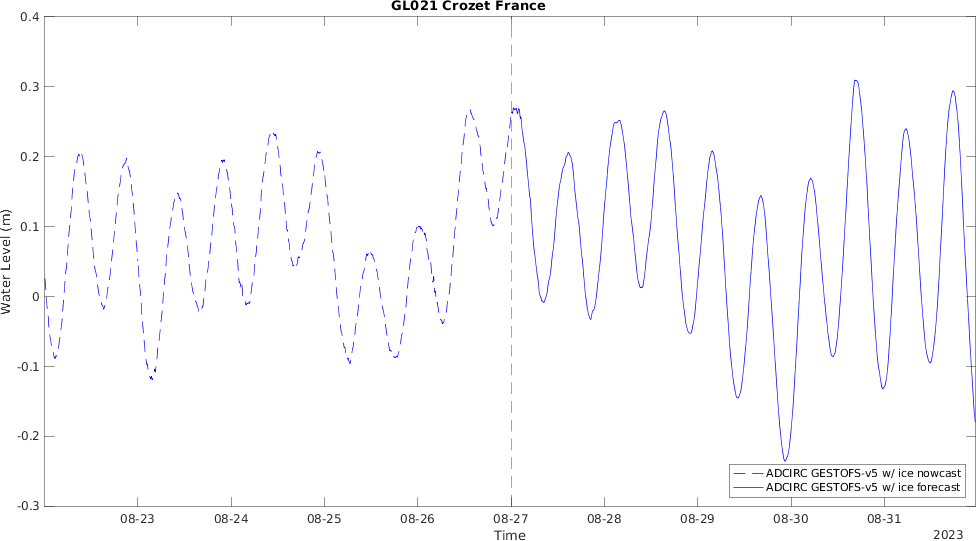 GL021 Crozet France
0.4
0.3
0.2
0.1
0
-0.1
-0.2
-0.3
Water Level (m)
08-23 08-24 08-25 08-26 08-27 08-28 08-29 08-30 08-31
Time
2023
ADCIRC GESTOFS-v5 w/ ice nowcast
ADCIRC GESTOFS-v5 w/ ice forecast